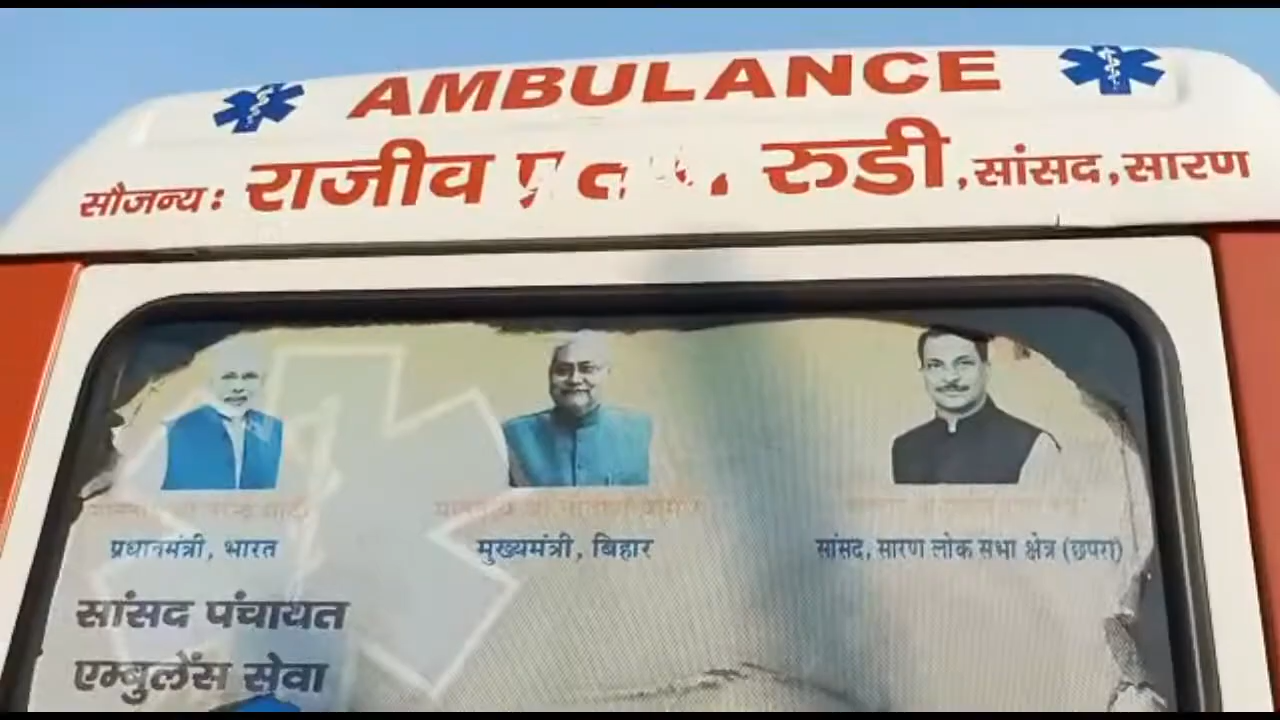 AMBULANCE
सौजन्य: राजीव रुडी, सांसद, सारण
प्रधानमंत्री, भारत
मुख्यमंत्री, बिहार
सांसद, सारण लोक सभा क्षेत्र (छपरा)
सांसद पंचायत
एम्बुलेंस सेवा